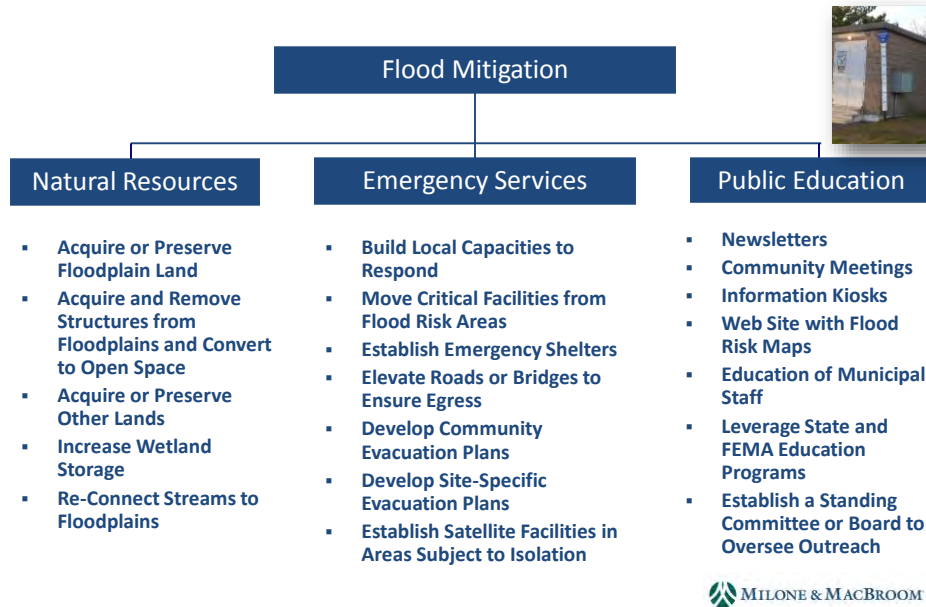 Flood Mitigation
Natural Resources
▪ Acquire or Preserve
Floodplain Land
▪ Acquire and Remove
Structures from
Floodplains and Convert
to Open Space
▪ Acquire or Preserve
Other Lands
▪ Increase Wetland
Storage
▪ Re-Connect Streams to
Floodplains
Emergency Services
▪ Build Local Capacities to
Respond
▪ Move Critical Facilities from
Flood Risk Areas
▪ Establish Emergency Shelters
▪ Elevate Roads or Bridges to
Ensure Egress
▪ Develop Community
Evacuation Plans
▪ Develop Site-Specific
Evacuation Plans
▪ Establish Satellite Facilities in
Areas Subject to Isolation
Public Education
▪ Newsletters
▪ Community Meetings
▪ Information Kiosks
▪ Web Site with Flood
Risk Maps
▪ Education of Municipal
Staff
▪ Leverage State and
FEMA Education
Programs
▪ Establish a Standing
Committee or Board to
Oversee Outreach
MILONE & MACBROOM